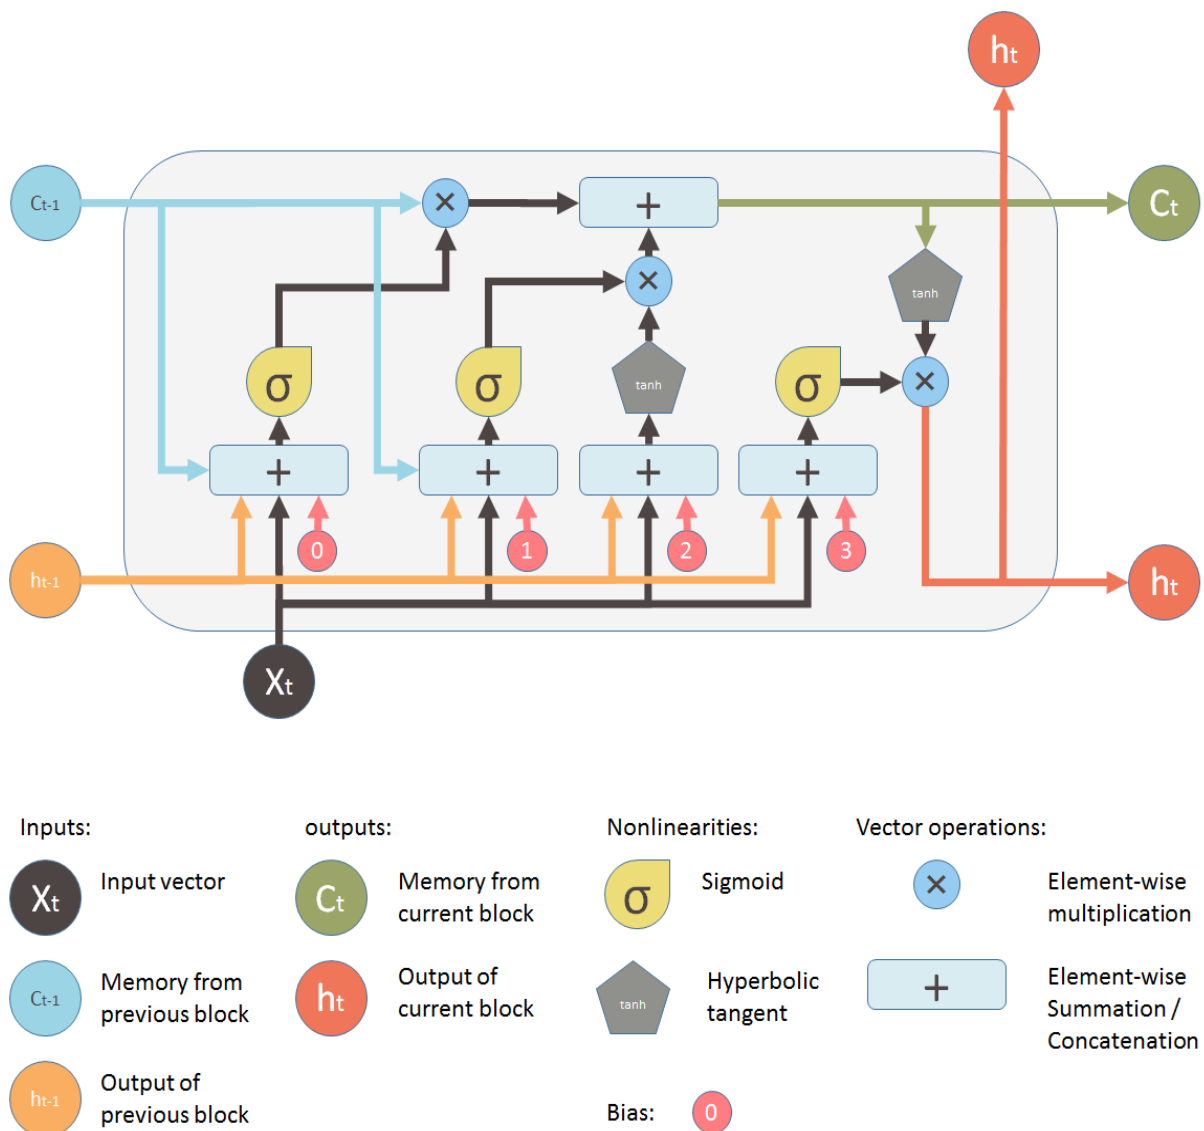 ht
Ct-1
×
+
Ct
×
tanh
σ
σ
tanh
σ
×
+
+
+
+
0
1
2
3
ht-1
ht
Xt
Inputs:
outputs:
Nonlinearities:
Vector operations:
Xt
Input vector
Ct
Memory from
current block
σ
Sigmoid
×
Element-wise
multiplication
Ct-1
Memory from
previous block
ht
Output of
current block
tanh
Hyperbolic
tangent
+
Element-wise
Summation /
Concatenation
ht-1
Output of
previous block
Bias:
0